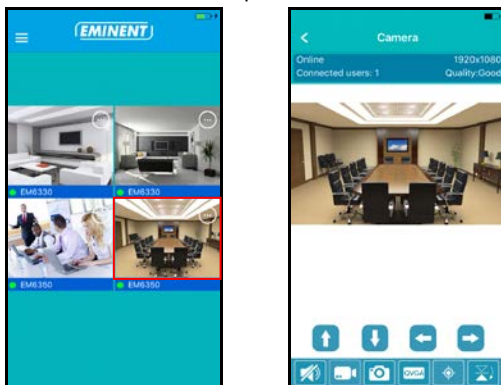 EMINENT
EM6330
EM6330
EM6350
EM6350
Camera
Online 1920x1080
Connected users: 1 Quality:Good
QVGA